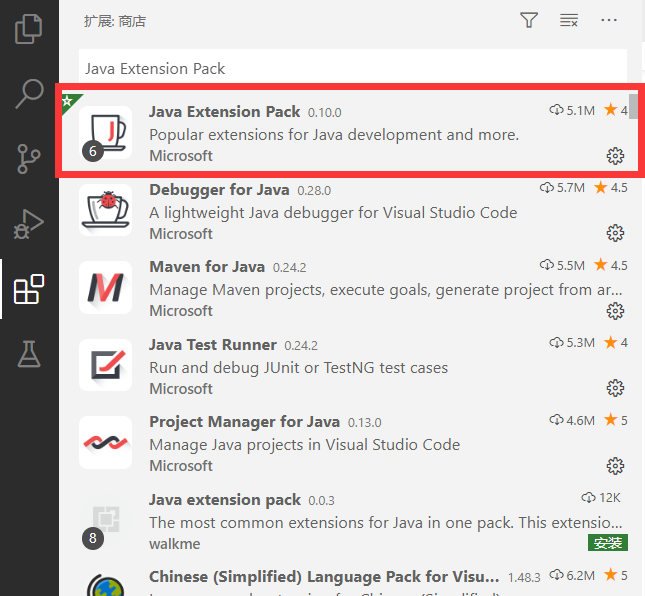 扩展: 商店
Java Extension Pack
Java Extension Pack 0.10.0 5.1M 4
Popular extensions for Java development and more.
6
Microsoft
Debugger for Java 0.28.0 5.7M 4.5
A lightweight Java debugger for Visual Studio Code
Microsoft
Maven for Java 0.24.2 5.5M 4.5
Manage Maven projects, execute goals, generate project from ar...
Microsoft
Java Test Runner 0.24.2 5.3M 4
Run and debug JUnit or TestNG test cases
Microsoft
Project Manager for Java 0.13.0 4.6M 5
Manage Java projects in Visual Studio Code
Microsoft
Java extension pack 0.0.3 12K
The most common extensions for Java in one pack. This extensio...
8
walkme 安装
Chinese (Simplified) Language Pack for Visu... 1.48.3 6.2M 5